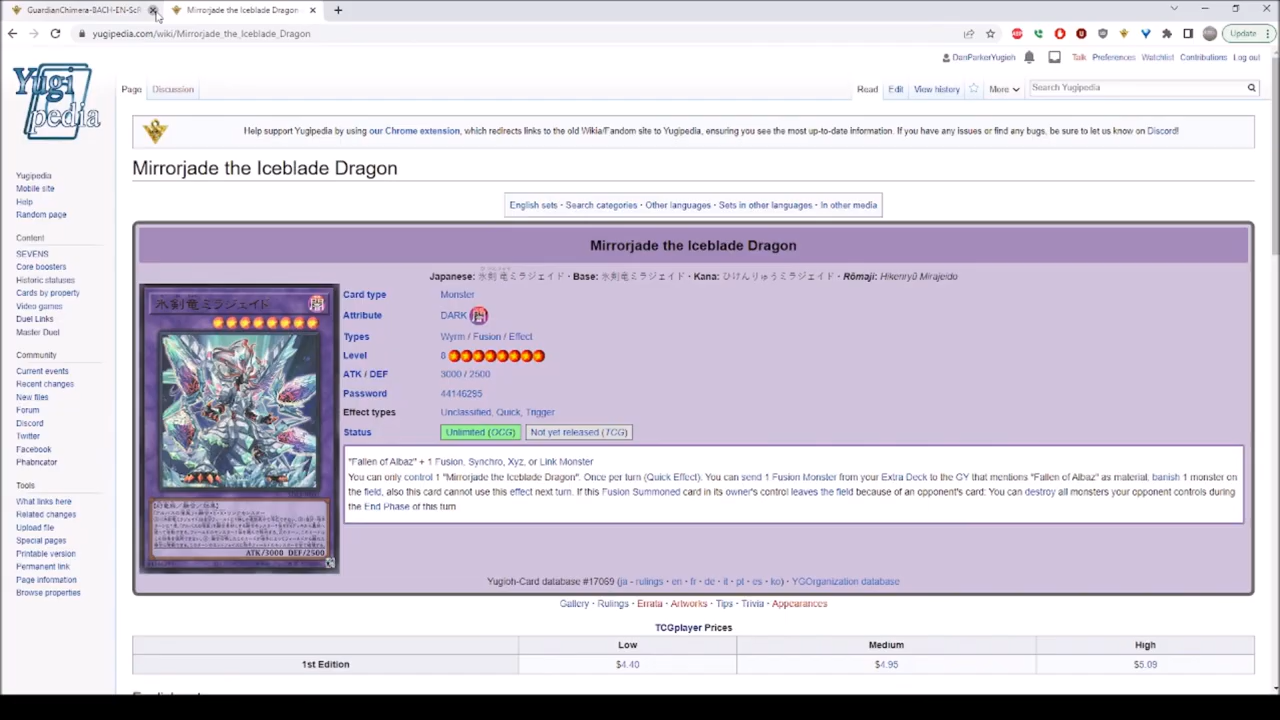 GuardianChimera-BACH-EN-ScR
Mirrorjade the Iceblade Dragon
yugipedia.com/wiki/Mirrorjade_the_Iceblade_Dragon
Update
Yugi
pedia
DanParkerYugieh Talk Preferences Watchlist Contributions Log out
Page Discussion Read Edit View history More Search Yugipedia
Help support Yugipedia by using our Chrome extension, which redirects links to the old Wikia/Fandom site to Yugipedia, ensuring you see the most up-to-date information. If you have any issues or find any bugs, be sure to let us know on Discord!
Mirrorjade the Iceblade Dragon
English sets · Search categories · Other languages · Sets in other languages · In other media
Mirrorjade the Iceblade Dragon
Japanese: 氷剣竜ミラジェイド · Base: 氷剣竜ミラジェイド · Kana: ひけんりゅうミラジェイド · Rōmaji: Hikenryū Mirajeido
氷剣竜ミラジェイド
ATK/3000 DEF/2500
Card type Monster
Attribute DARK
Types Wyrm / Fusion / Effect
Level 8
ATK / DEF 3000 / 2500
Password 44146295
Effect types Unclassified, Quick, Trigger
Status Unlimited (OCG) Not yet released (TCG)
"Fallen of Albaz" + 1 Fusion, Synchro, Xyz, or Link Monster
You can only control 1 "Mirrorjade the Iceblade Dragon". Once per turn (Quick Effect): You can send 1 Fusion Monster from your Extra Deck to the GY that mentions "Fallen of Albaz" as material, banish 1 monster on
the field, also this card cannot use this effect next turn. If this Fusion Summoned card in its owner's control leaves the field because of an opponent's card: You can destroy all monsters your opponent controls during
the End Phase of this turn
Yugioh-Card database #17069 (ja - rulings · en · fr · de · it · pt · es · ko) · YGOrganization database
Gallery · Rulings · Errata · Artworks · Tips · Trivia · Appearances
TCGplayer Prices
Low Medium High
1st Edition $4.40 $4.95 $5.09
Yugipedia
Mobile site
Help
Random page
Content
SEVENS
Core boosters
Historic statuses
Cards by property
Video games
Duel Links
Master Duel
Community
Current events
Recent changes
New files
Forum
Discord
Twitter
Facebook
Phabricator
Tools
What links here
Related changes
Upload file
Special pages
Printable version
Permanent link
Page information
Browse properties